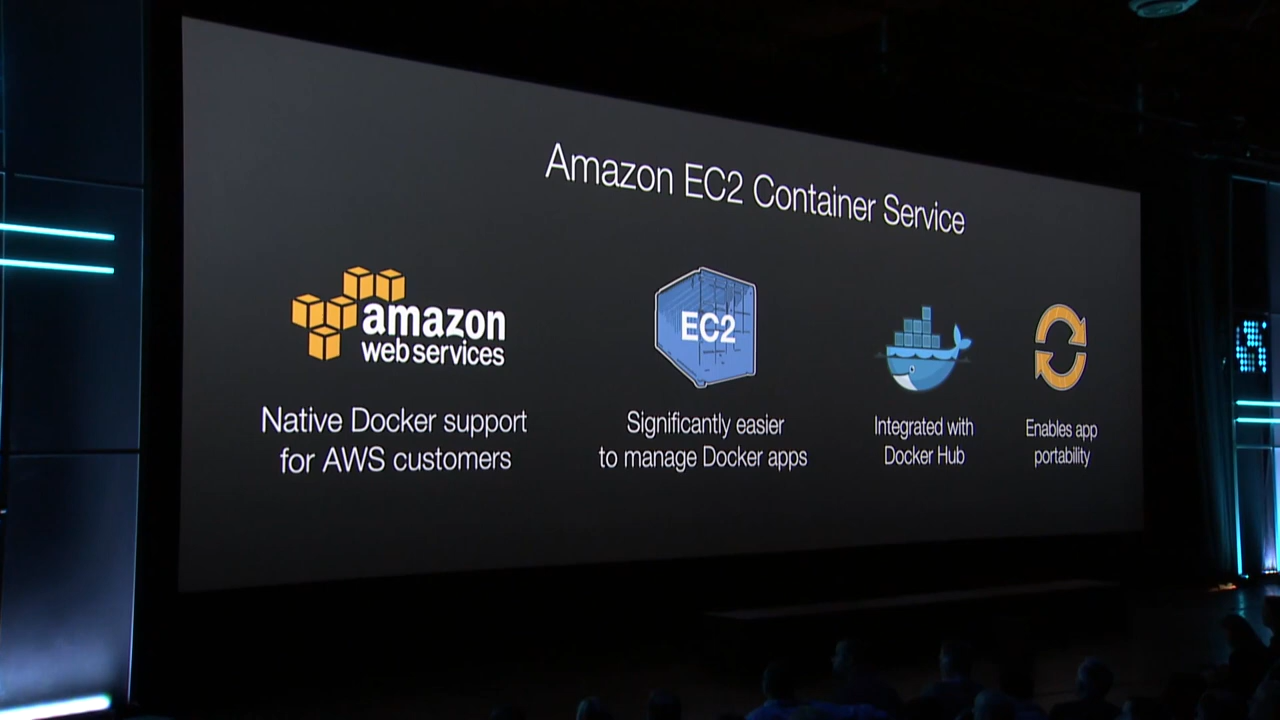 Amazon EC2 Container Service
amazon
web services
Native Docker support
for AWS customers
EC2
Significantly easier
to manage Docker apps
Integrated with
Docker Hub
Enables app
portability